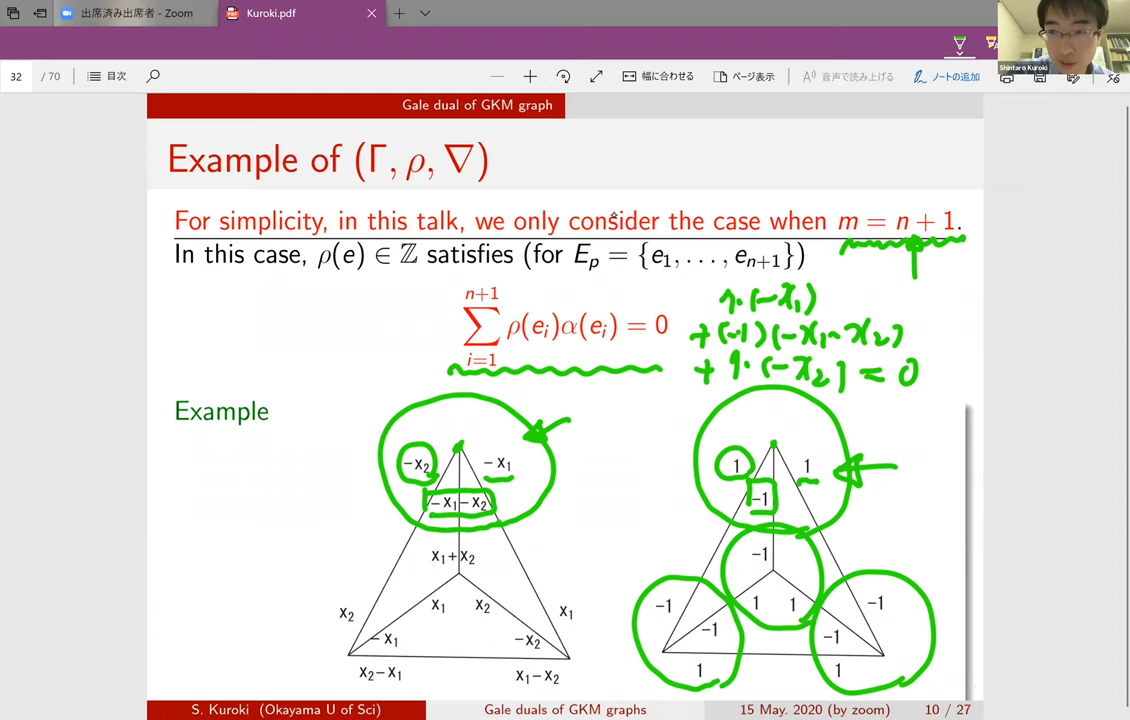 出席済み出席者 - Zoom
Kuroki.pdf
32 / 70
目次
幅に合わせる
ページ表示
音声で読み上げる
ノートの追加
Shintaro Kuroki
Gale dual of GKM graph
Example of (Γ, ρ, ∇)
For simplicity, in this talk, we only consider the case when m = n + 1.
In this case, ρ(e) ∈ ℤ satisfies (for E_p = {e_1, . . . , e_{n+1}})
n+1
∑ ρ(e_i)α(e_i) = 0
i=1
1·(-x_1)
+(-1)(-x_1-x_2)
+ 1·(-x_2) = 0
Example
-x_2
-x_1
-x_1-x_2
x_1+x_2
x_1
x_2
x_2
x_1
-x_1
-x_2
x_2-x_1
x_1-x_2
1
1
-1
-1
1
1
-1
-1
-1
-1
1
1
S. Kuroki (Okayama U of Sci)
Gale duals of GKM graphs
15 May. 2020 (by zoom)
10 / 27